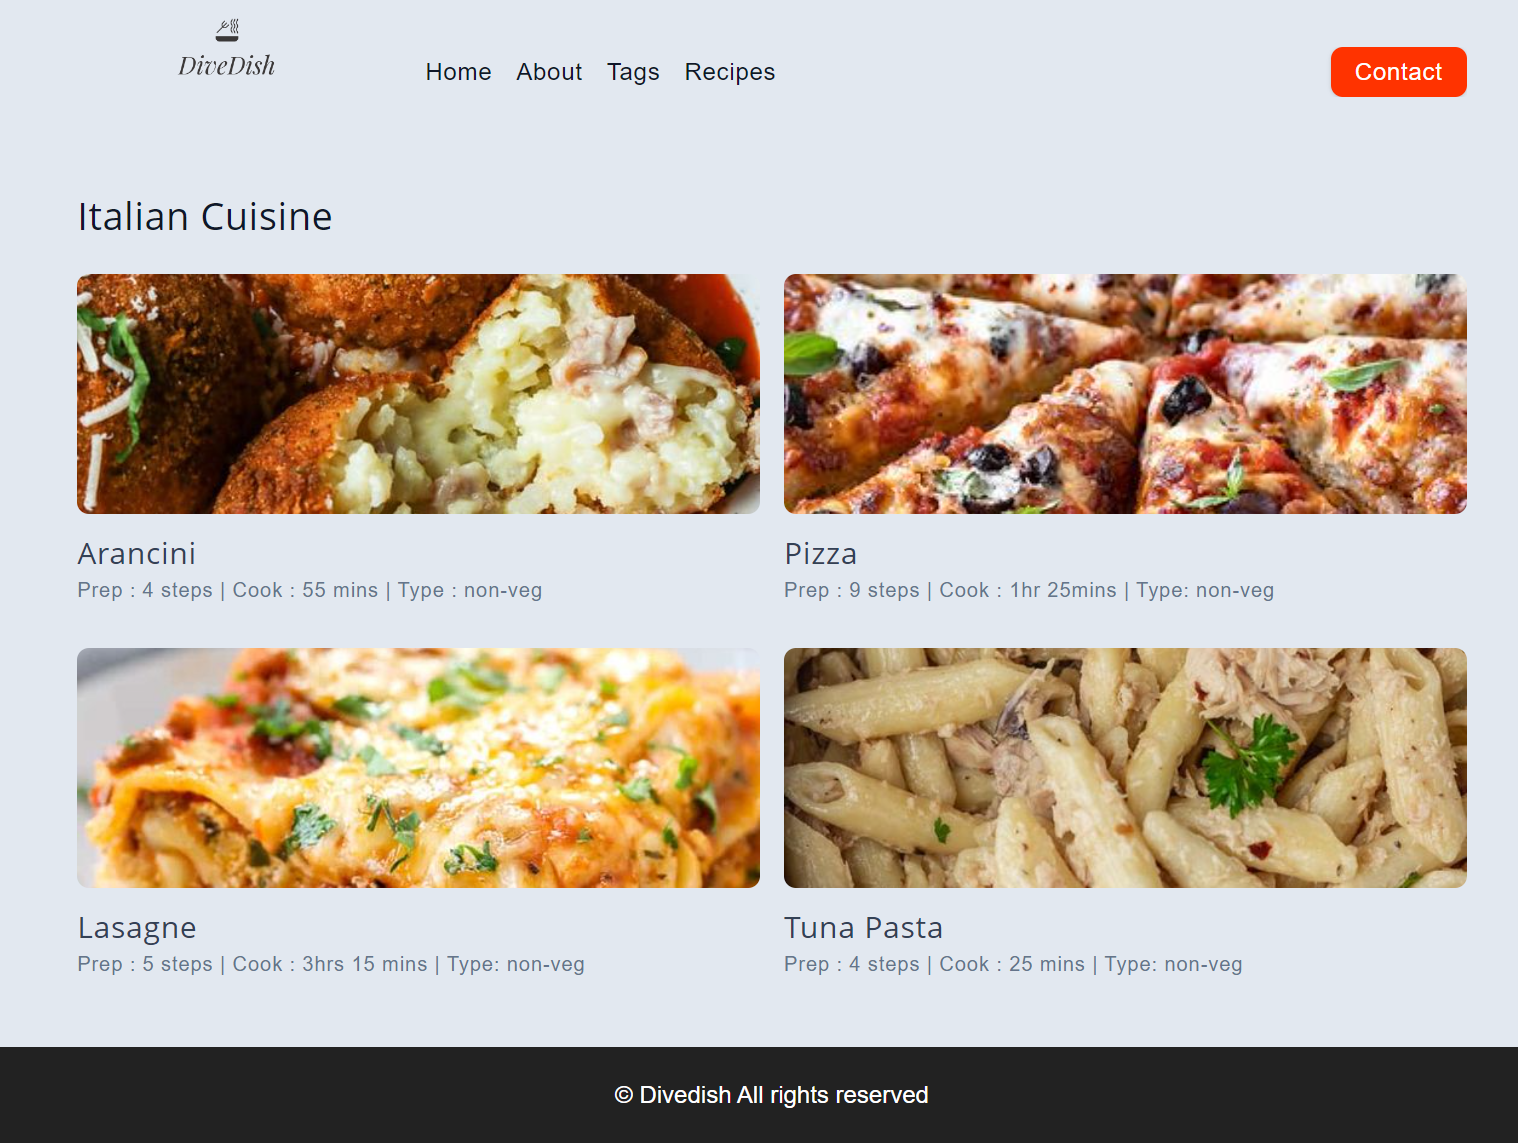 DiveDish
Home About Tags Recipes
Contact
Italian Cuisine
Arancini
Prep : 4 steps | Cook : 55 mins | Type : non-veg
Pizza
Prep : 9 steps | Cook : 1hr 25mins | Type: non-veg
Lasagne
Prep : 5 steps | Cook : 3hrs 15 mins | Type: non-veg
Tuna Pasta
Prep : 4 steps | Cook : 25 mins | Type: non-veg
© Divedish All rights reserved